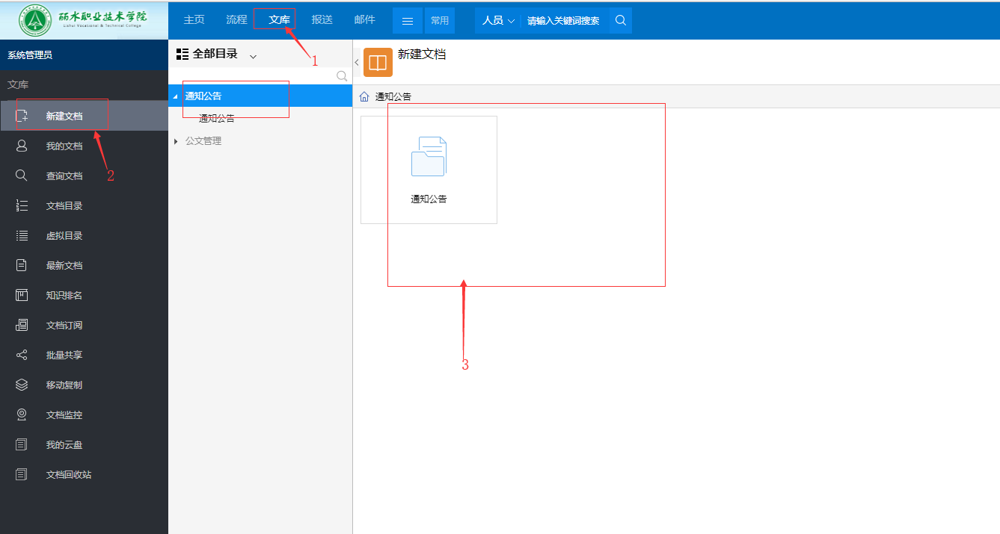 丽水职业技术学院
Lishui Vocational & Technical College
主页 流程 文库 报送 邮件 常用 人员 请输入关键词搜索
1
系统管理员
文库
新建文档
我的文档
查询文档
文档目录
虚拟目录
最新文档
知识排名
文档订阅
批量共享
移动复制
文档监控
我的云盘
文档回收站
2
全部目录
通知公告
通知公告
公文管理
新建文档
通知公告
通知公告
3